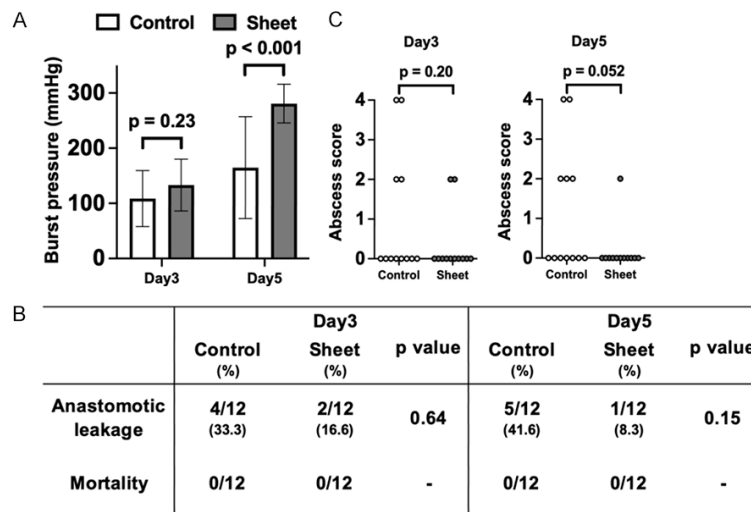 A
Control
Sheet
Burst pressure (mmHg)
300
200
100
0
p = 0.23
p < 0.001
Day3
Day5
C
Day3
p = 0.20
Abscess score
4
3
2
1
0
Control
Sheet
Day5
p = 0.052
Abscess score
4
3
2
1
0
Control
Sheet
B
Day3
Day5
Control
(%)
Sheet
(%)
p value
Control
(%)
Sheet
(%)
p value
Anastomotic
leakage
4/12
(33.3)
2/12
(16.6)
0.64
5/12
(41.6)
1/12
(8.3)
0.15
Mortality
0/12
0/12
-
0/12
0/12
-